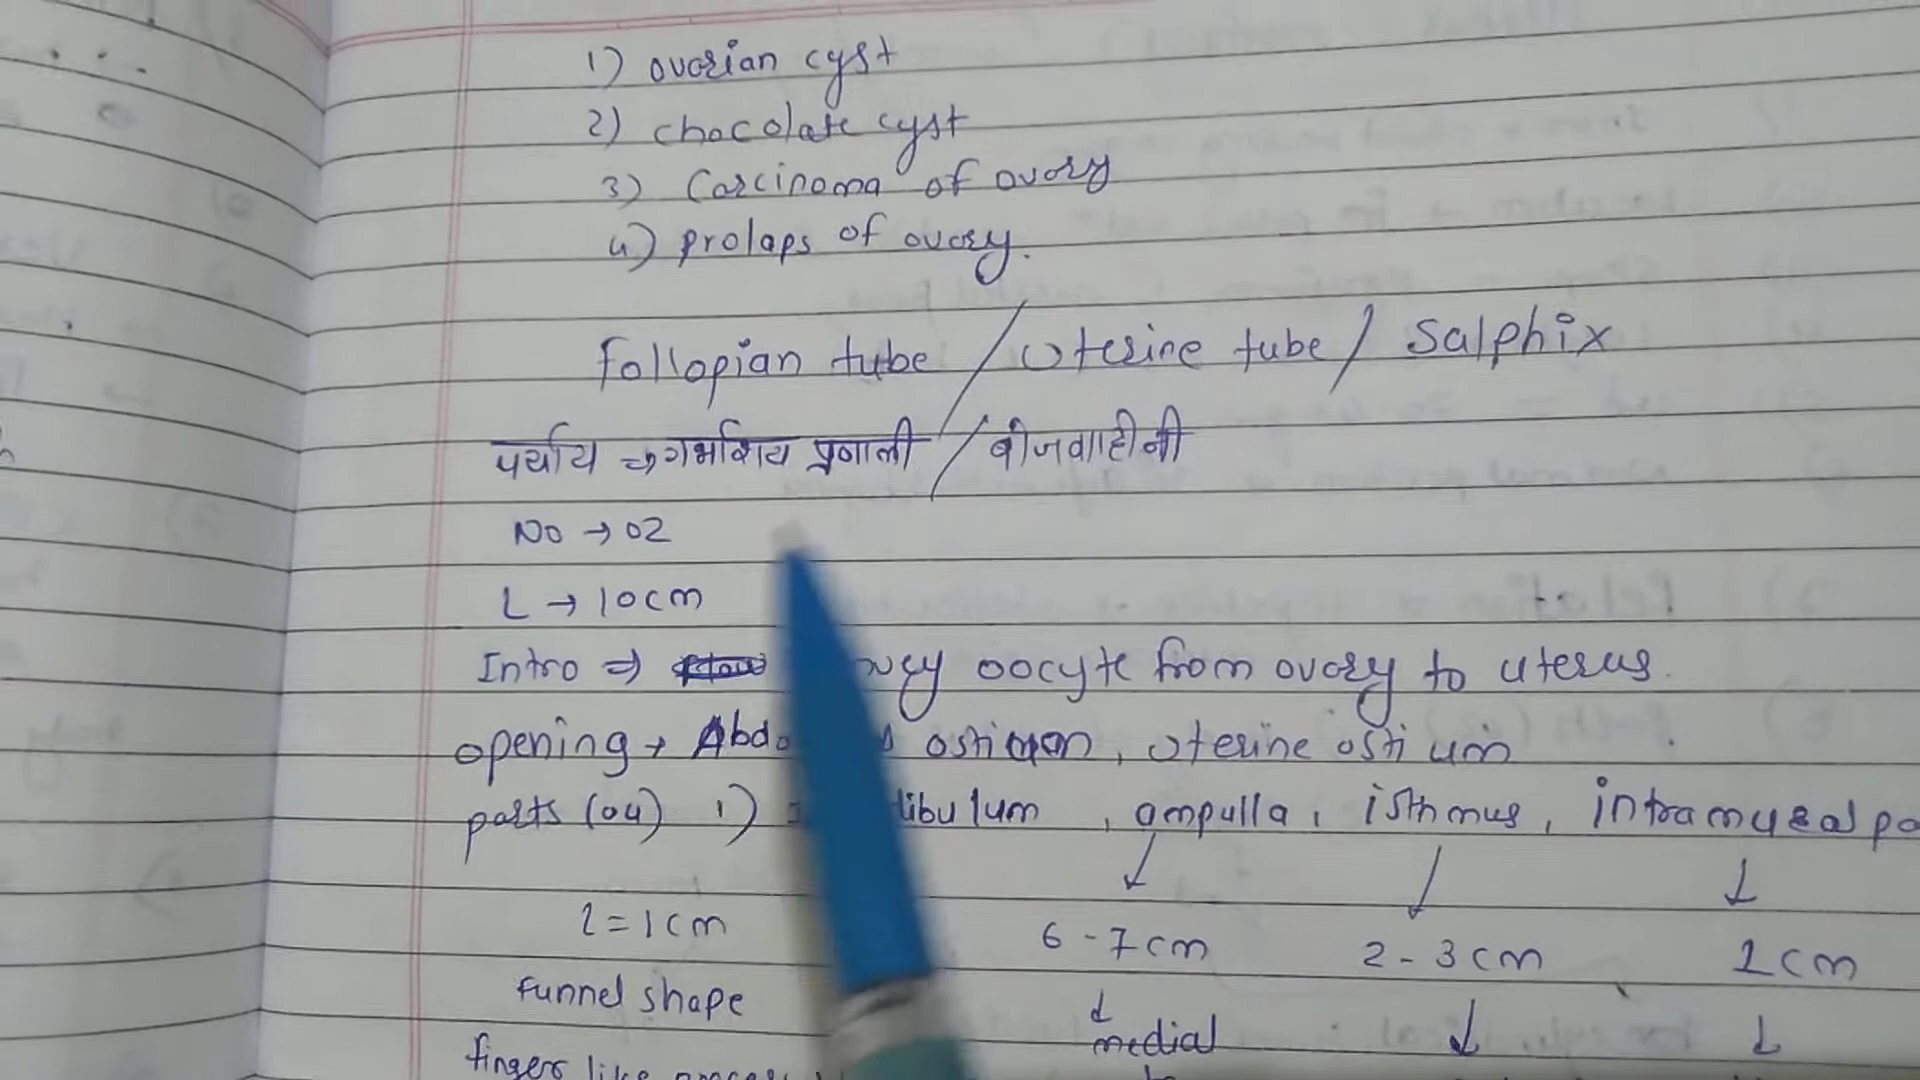 1) ovarian cyst
2) chocolate cyst
3) Carcinoma of ovary
4) prolaps of ovary.
Follopian tube / Uterine tube / Salphix
पर्याय → गर्भाशय प्रणाली / बीजवाहीनी
No → 02
L → 10cm
Intro ⇒ oocyte from ovary to uterus.
opening → ostium, uterine ostium
parts (04) 1) , ampulla, isthmus, intramural
l = 1cm 6 - 7cm 2 - 3cm 1cm
funnel shape
medial
fingers like